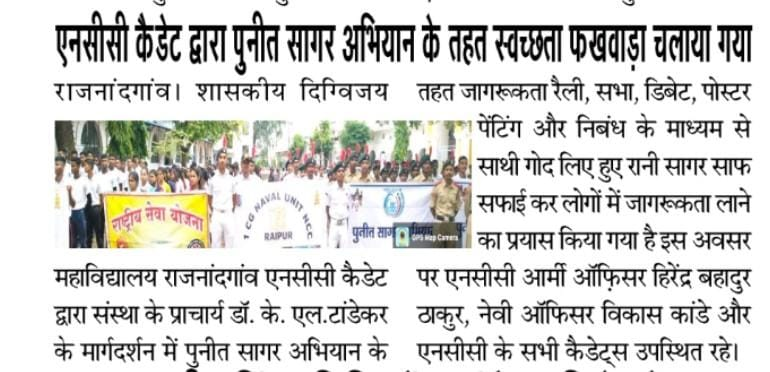 एनसीसी कैडेट द्वारा पुनीत सागर अभियान के तहत स्वच्छता फखवाड़ा चलाया गया
राजनांदगांव। शासकीय दिग्विजय
राष्ट्रीय सेवा योजना
1 CG NAVAL UNIT NCC
RAIPUR
पुनीत सागर
GPS Map Camera
महाविद्यालय राजनांदगांव एनसीसी कैडेट
द्वारा संस्था के प्राचार्य डॉ. के. एल.टांडेकर
के मार्गदर्शन में पुनीत सागर अभियान के
तहत जागरूकता रैली, सभा, डिबेट, पोस्टर
पेंटिंग और निबंध के माध्यम से
साथी गोद लिए हुए रानी सागर साफ
सफाई कर लोगों में जागरूकता लाने
का प्रयास किया गया है इस अवसर
पर एनसीसी आर्मी ऑफ़िसर हिरेंद्र बहादुर
ठाकुर, नेवी ऑफिसर विकास कांडे और
एनसीसी के सभी कैडेट्स उपस्थित रहे।